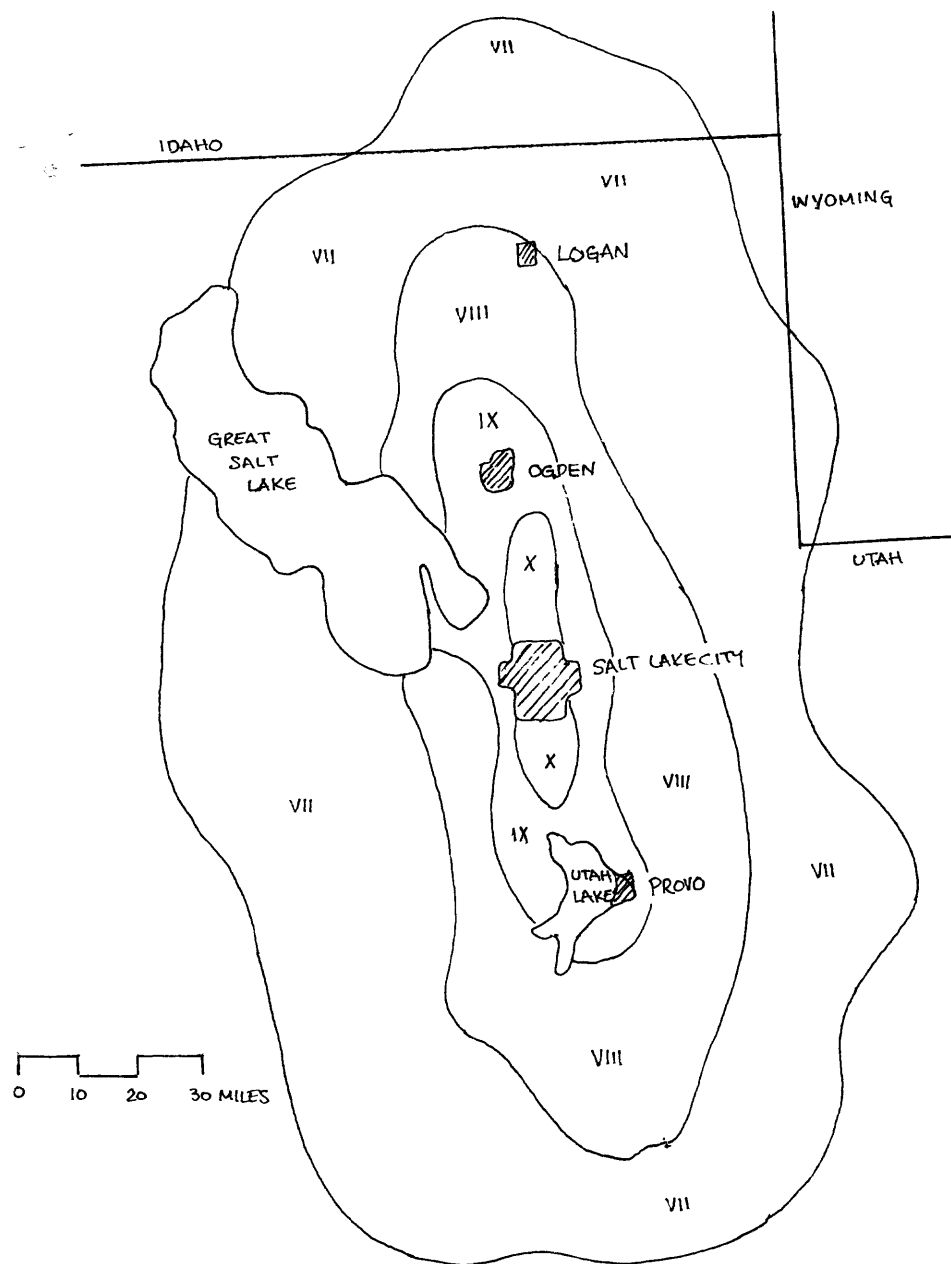 VII
IDAHO
VII
WYOMING
VII
LOGAN
VIII
IX
GREAT
SALT
LAKE
OGDEN
X
UTAH
SALT LAKE CITY
X
VIII
VII
IX
UTAH
LAKE
PROVO
VII
VIII
0 10 20 30 MILES
VII